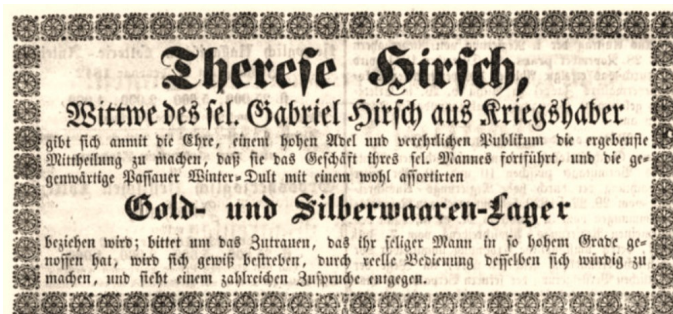 Therese Hirsch,
Wittwe des sel. Gabriel Hirsch aus Kriegshaber
gibt sich anmit die Ehre, einem hohen Adel und verehrlichen Publikum die ergebenste
Mittheilung zu machen, daß sie das Geschäft ihres sel. Mannes fortführt, und die ge-
genwärtige Passauer Winter-Dult mit einem wohl assortirten
Gold- und Silberwaaren-Lager
beziehen wird; bittet um das Zutrauen, das ihr seliger Mann in so hohem Grade ge-
nossen hat, wird sich gewiß bestreben, durch reelle Bedienung desselben sich würdig zu
machen, und sieht einem zahlreichen Zuspruche entgegen.